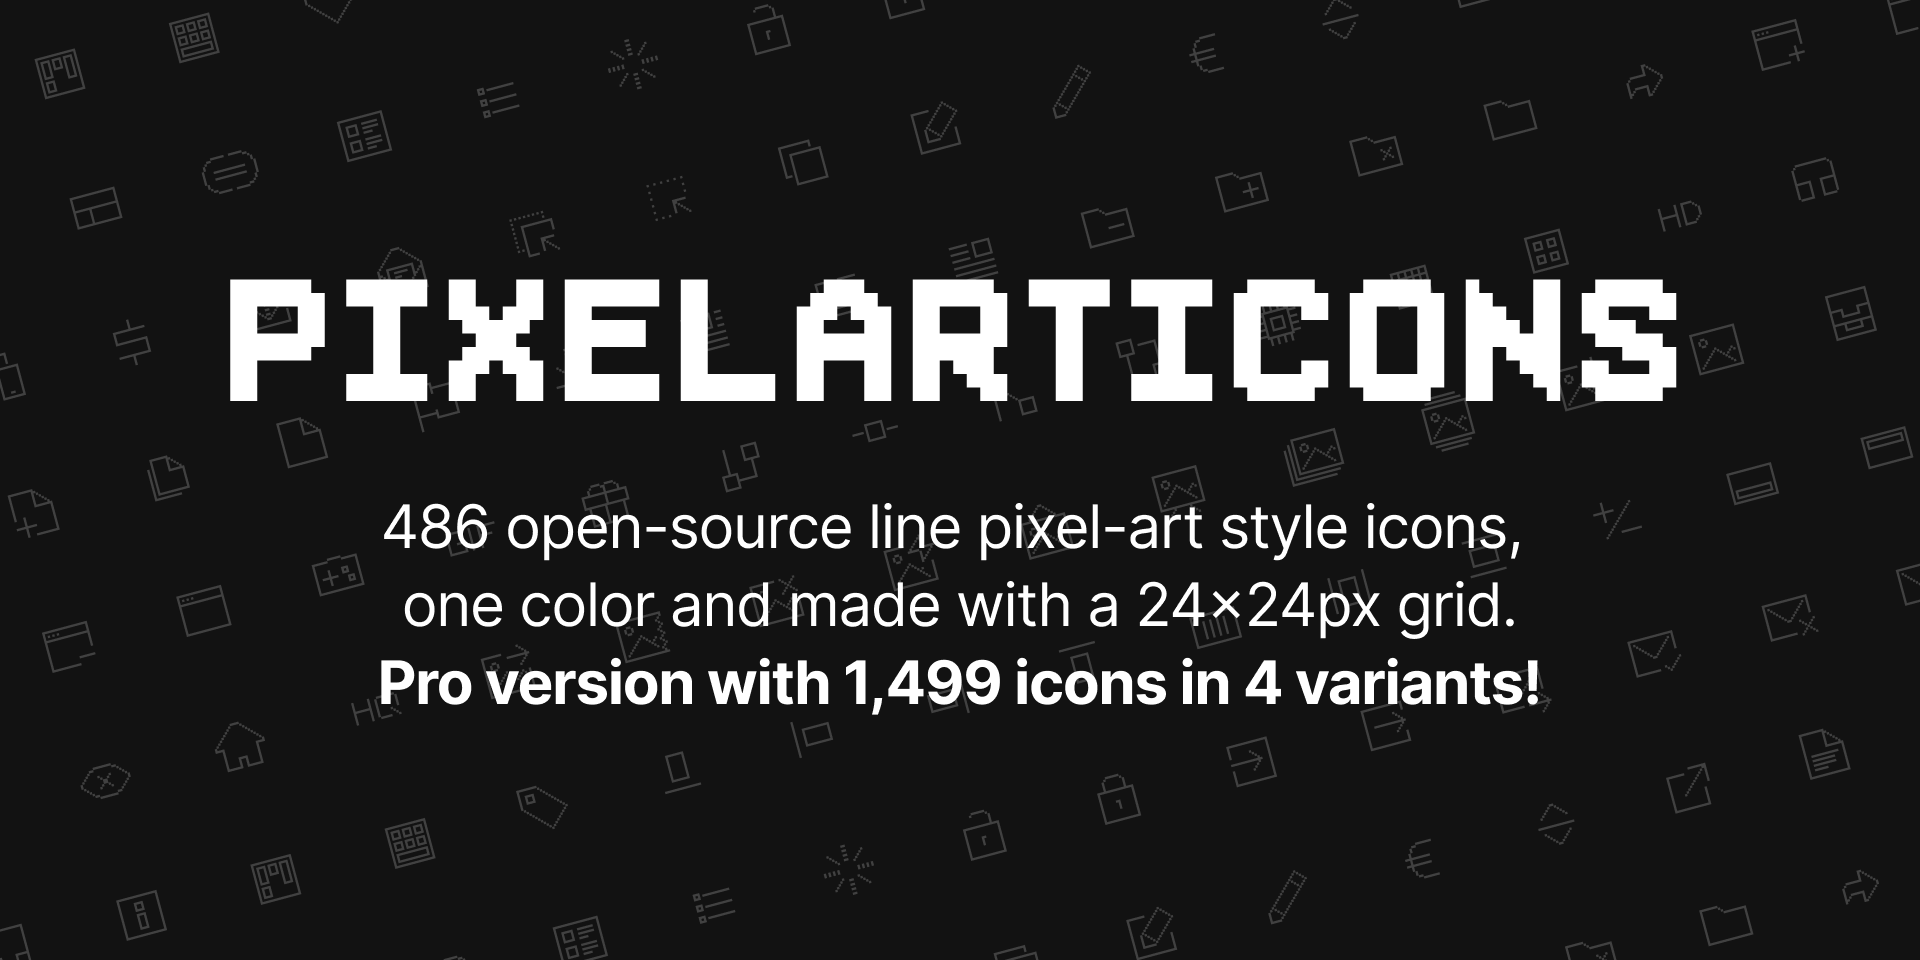 HD
PIXELARTICONS
486 open-source line pixel-art style icons,
one color and made with a 24×24px grid.
Pro version with 1,499 icons in 4 variants!